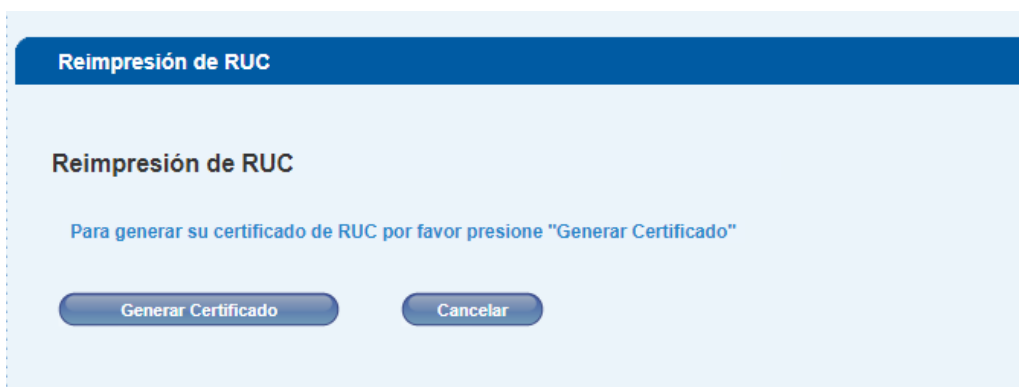 Reimpresión de RUC
Reimpresión de RUC
Para generar su certificado de RUC por favor presione "Generar Certificado"
Generar Certificado
Cancelar